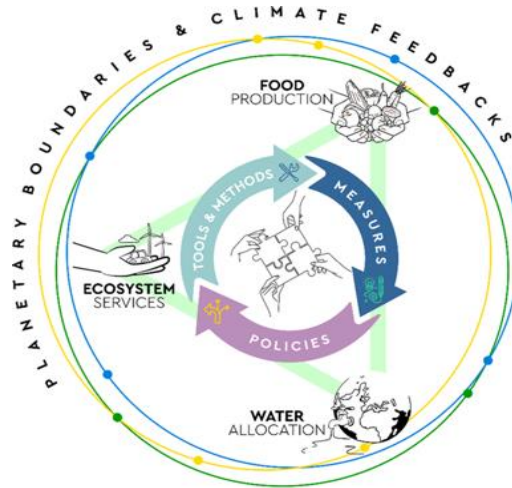 PLANETARY BOUNDARIES & CLIMATE FEEDBACKS
FOOD
PRODUCTION
TOOLS & METHODS
MEASURES
ECOSYSTEM
SERVICES
POLICIES
WATER
ALLOCATION